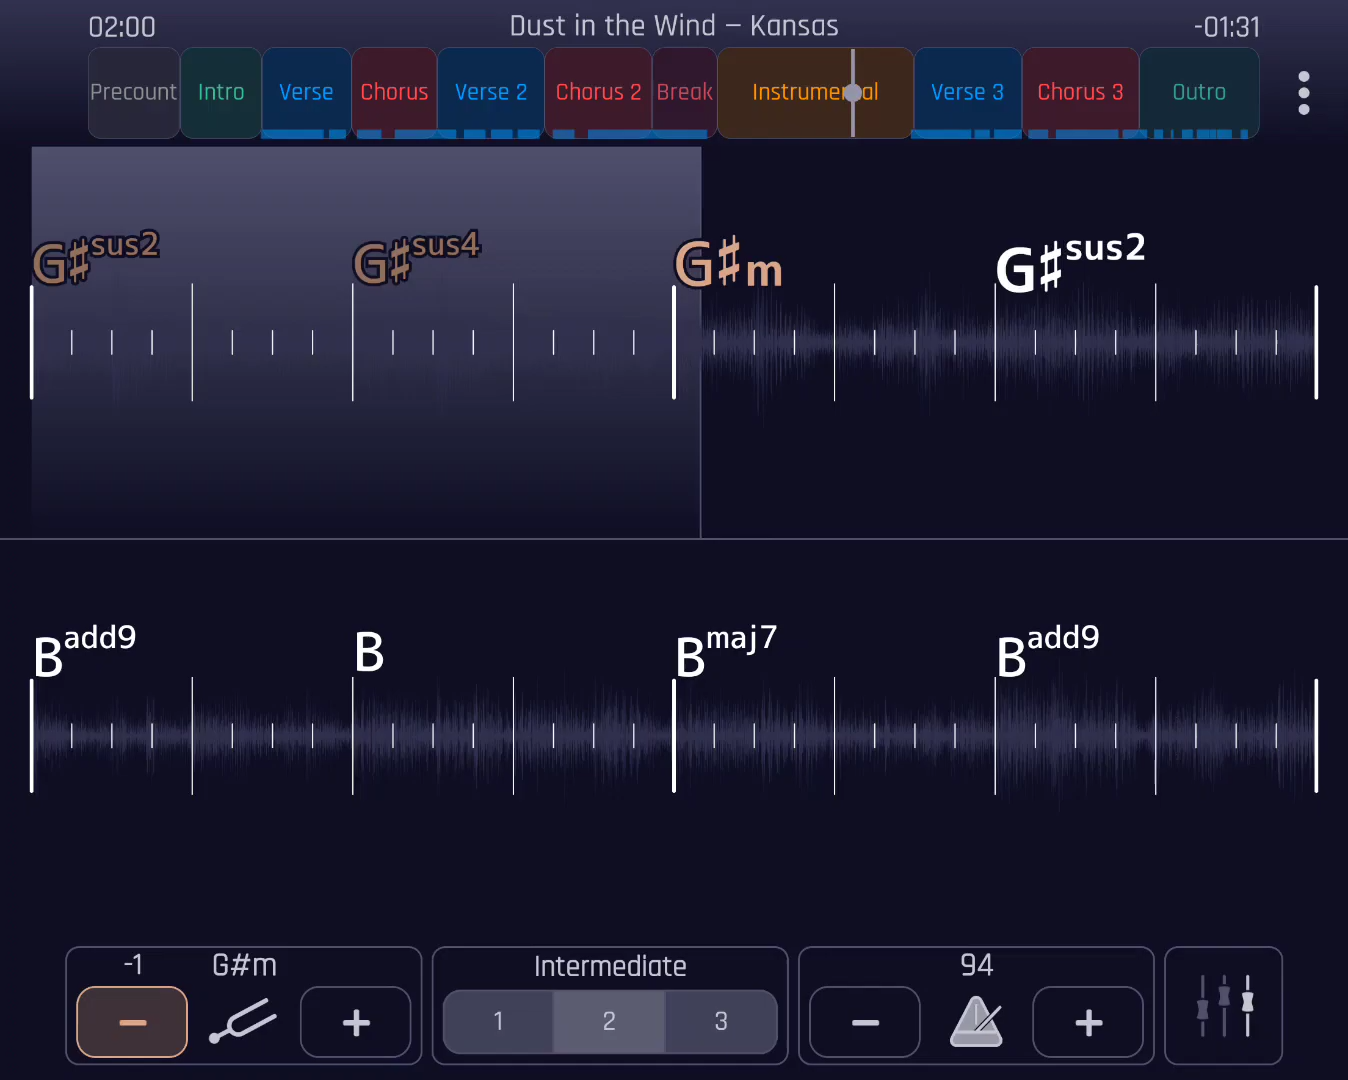 02:00 Dust in the Wind – Kansas -01:31
Precount Intro Verse Chorus Verse 2 Chorus 2 Break Instrumental Verse 3 Chorus 3 Outro
G♯sus2 G♯sus4 G♯m G♯sus2
Badd9 B Bmaj7 Badd9
-1 G#m Intermediate 94
− + 1 2 3 − +